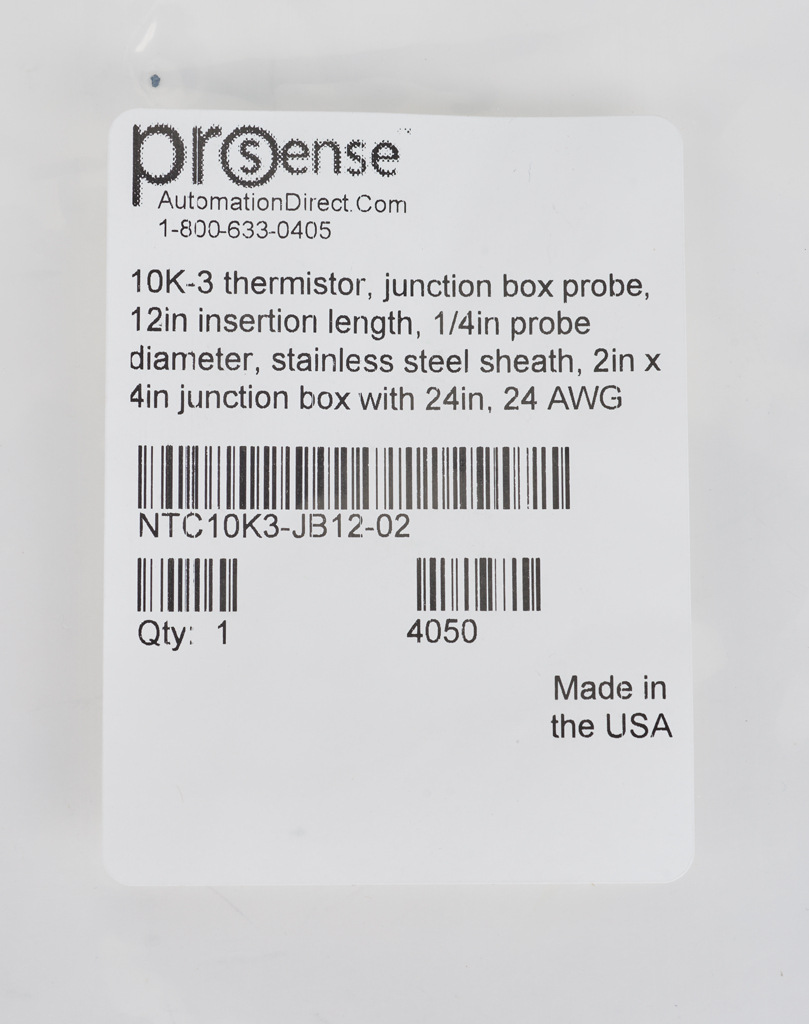 prosense
AutomationDirect.Com
1-800-633-0405
10K-3 thermistor, junction box probe,
12in insertion length, 1/4in probe
diameter, stainless steel sheath, 2in x
4in junction box with 24in, 24 AWG
NTC10K3-JB12-02
Qty: 1 4050
Made in
the USA